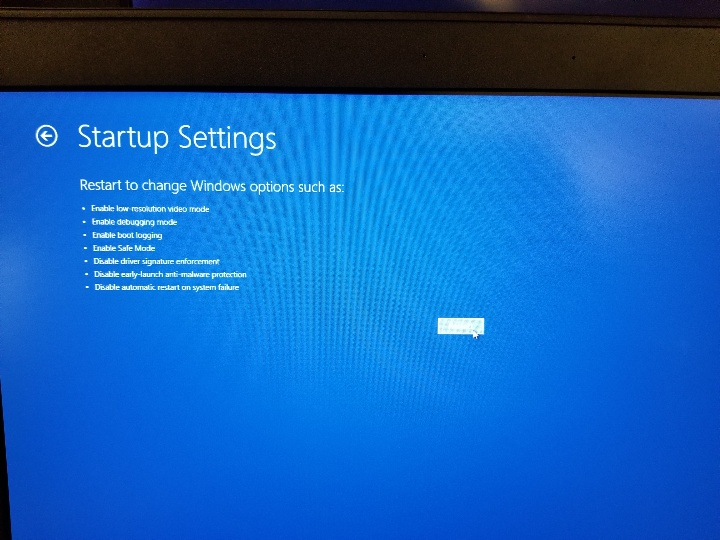 Startup Settings
Restart to change Windows options such as:
• Enable low-resolution video mode
• Enable debugging mode
• Enable boot logging
• Enable Safe Mode
• Disable driver signature enforcement
• Disable early-launch anti-malware protection
• Disable automatic restart on system failure